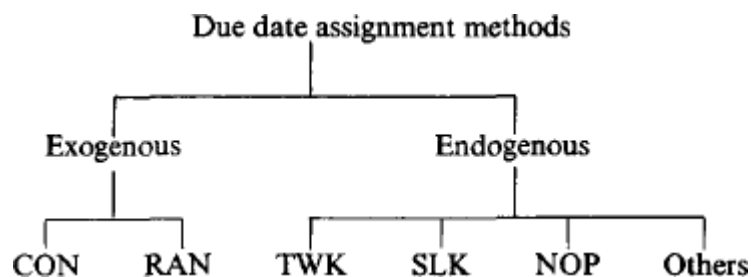 Due date assignment methods
Exogenous Endogenous
CON RAN TWK SLK NOP Others